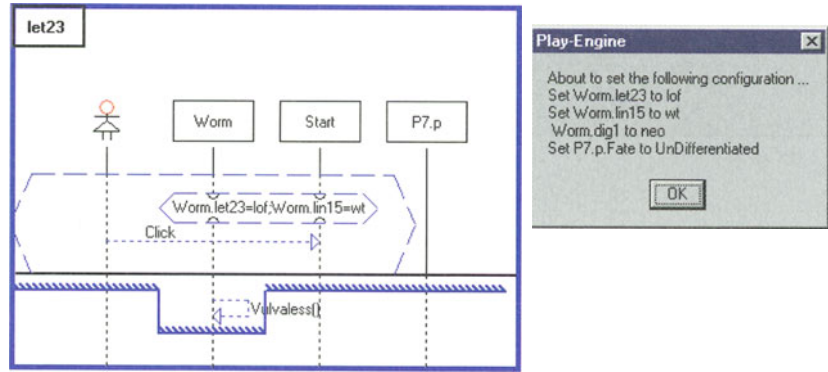 let23
Worm
Start
P7.p
Worm.let23=lof;Worm.lin15=wt
Click
Vulvaless()
Play-Engine
About to set the following configuration ...
Set Worm.let23 to lof
Set Worm.lin15 to wt
Worm.dig1 to neo
Set P7.p.Fate to UnDifferentiated
OK